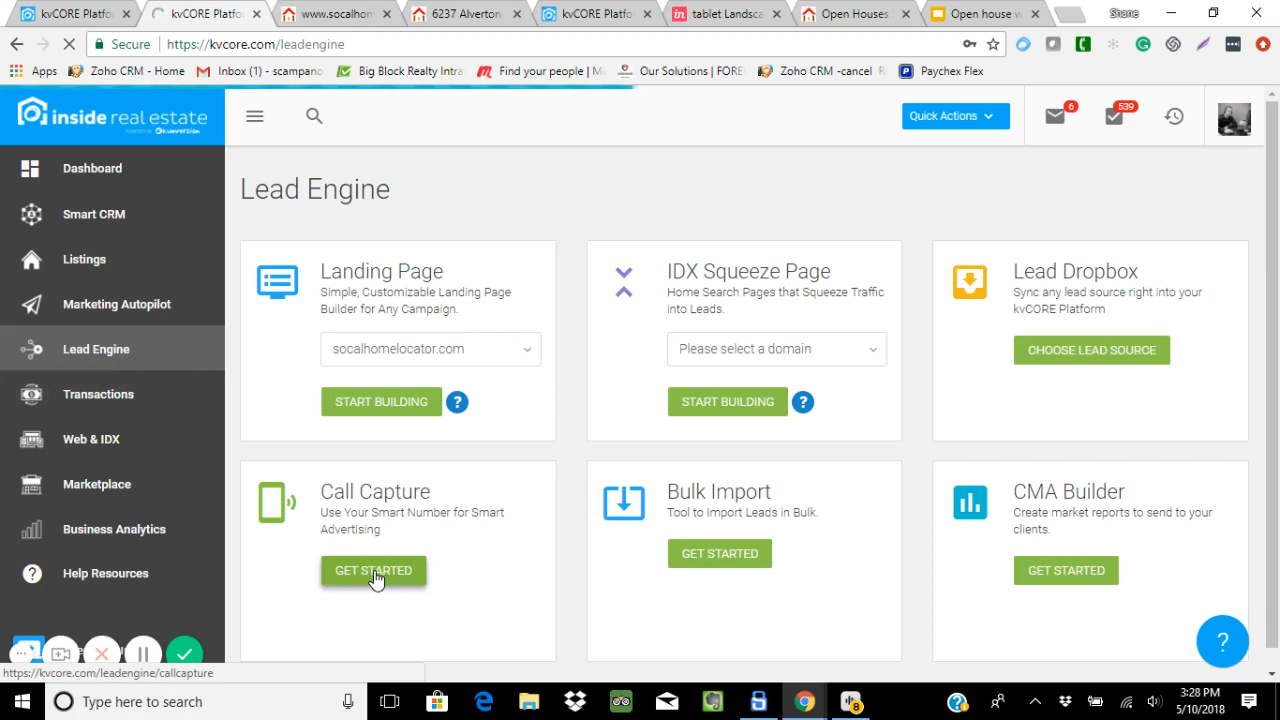 kvCORE Platfo
kvCORE Platfo
www.socalhom
6237 Alverton
kvCORE Platfo
tablet Landsca
Open Houses
Open house w
Shane
Secure
https://kvcore.com/leadengine
Apps
Zoho CRM - Home
Inbox (1) - scampano
Big Block Realty Intra
Find your people | Me
Our Solutions | FORE
Zoho CRM -cancel
Paychex Flex
inside real estate
Quick Actions
6
539
Dashboard
Smart CRM
Listings
Marketing Autopilot
Lead Engine
Transactions
Web & IDX
Marketplace
Business Analytics
Help Resources
Lead Engine
Landing Page
Simple, Customizable Landing Page
Builder for Any Campaign.
socalhomelocator.com
START BUILDING
?
IDX Squeeze Page
Home Search Pages that Squeeze Traffic
into Leads.
Please select a domain
START BUILDING
?
Lead Dropbox
Sync any lead source right into your
kvCORE Platform
CHOOSE LEAD SOURCE
Call Capture
Use Your Smart Number for Smart
Advertising
GET STARTED
Bulk Import
Tool to Import Leads in Bulk.
GET STARTED
CMA Builder
Create market reports to send to your
clients.
GET STARTED
?
https://kvcore.com/leadengine/callcapture
Type here to search
8
3:28 PM
5/10/2018